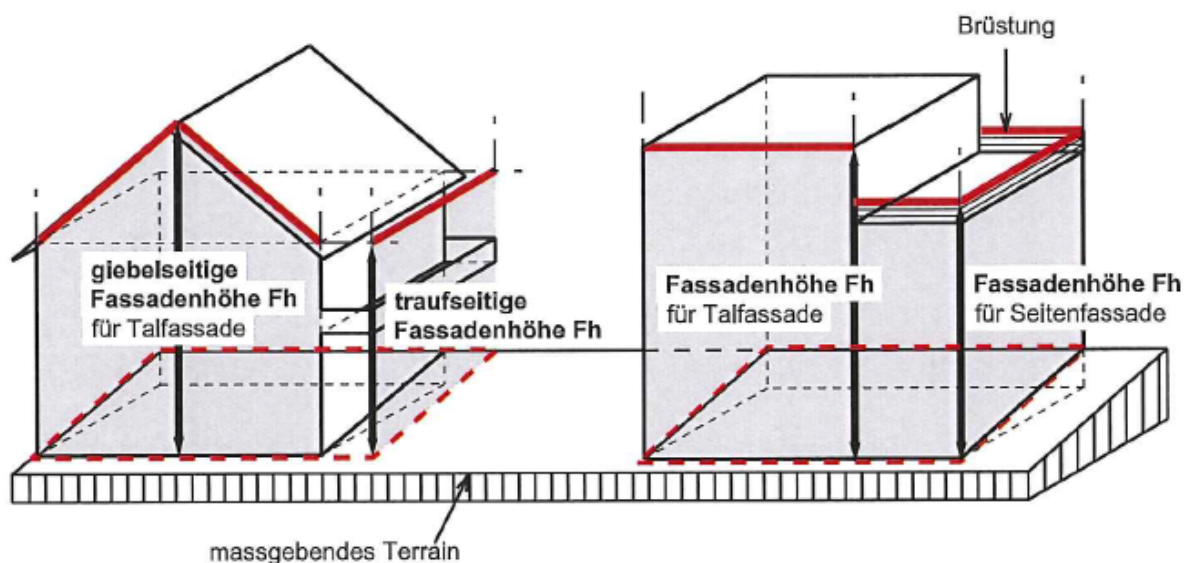 Brüstung
giebelseitige
Fassadenhöhe Fh
für Talfassade
traufseitige
Fassadenhöhe Fh
Fassadenhöhe Fh
für Talfassade
Fassadenhöhe Fh
für Seitenfassade
massgebendes Terrain